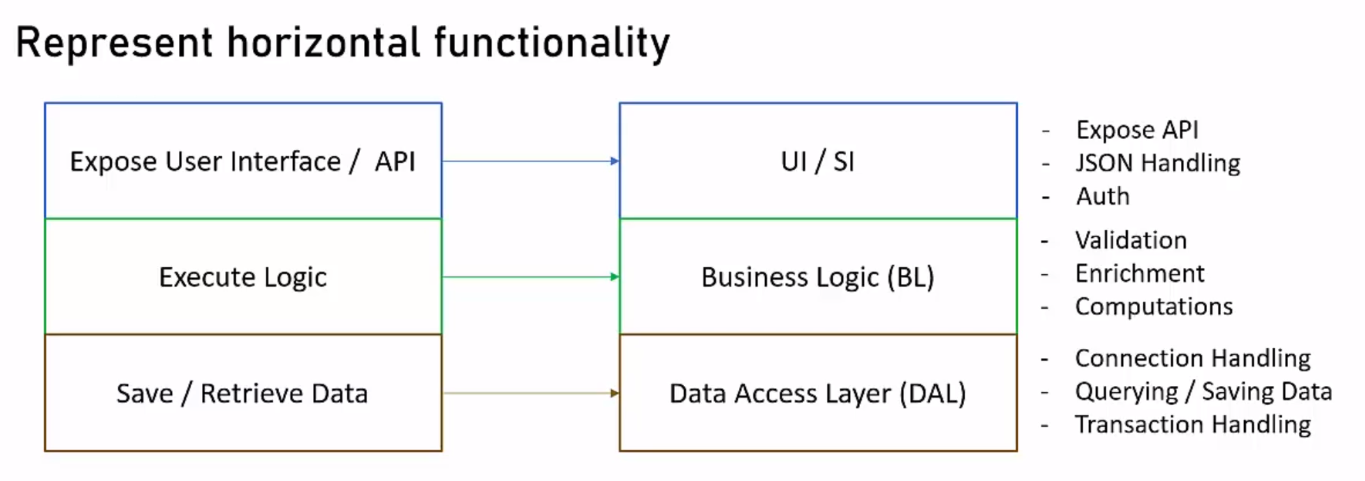 Represent horizontal functionality
Expose User Interface / API
UI / SI
- Expose API
- JSON Handling
- Auth
Execute Logic
Business Logic (BL)
- Validation
- Enrichment
- Computations
Save / Retrieve Data
Data Access Layer (DAL)
- Connection Handling
- Querying / Saving Data
- Transaction Handling